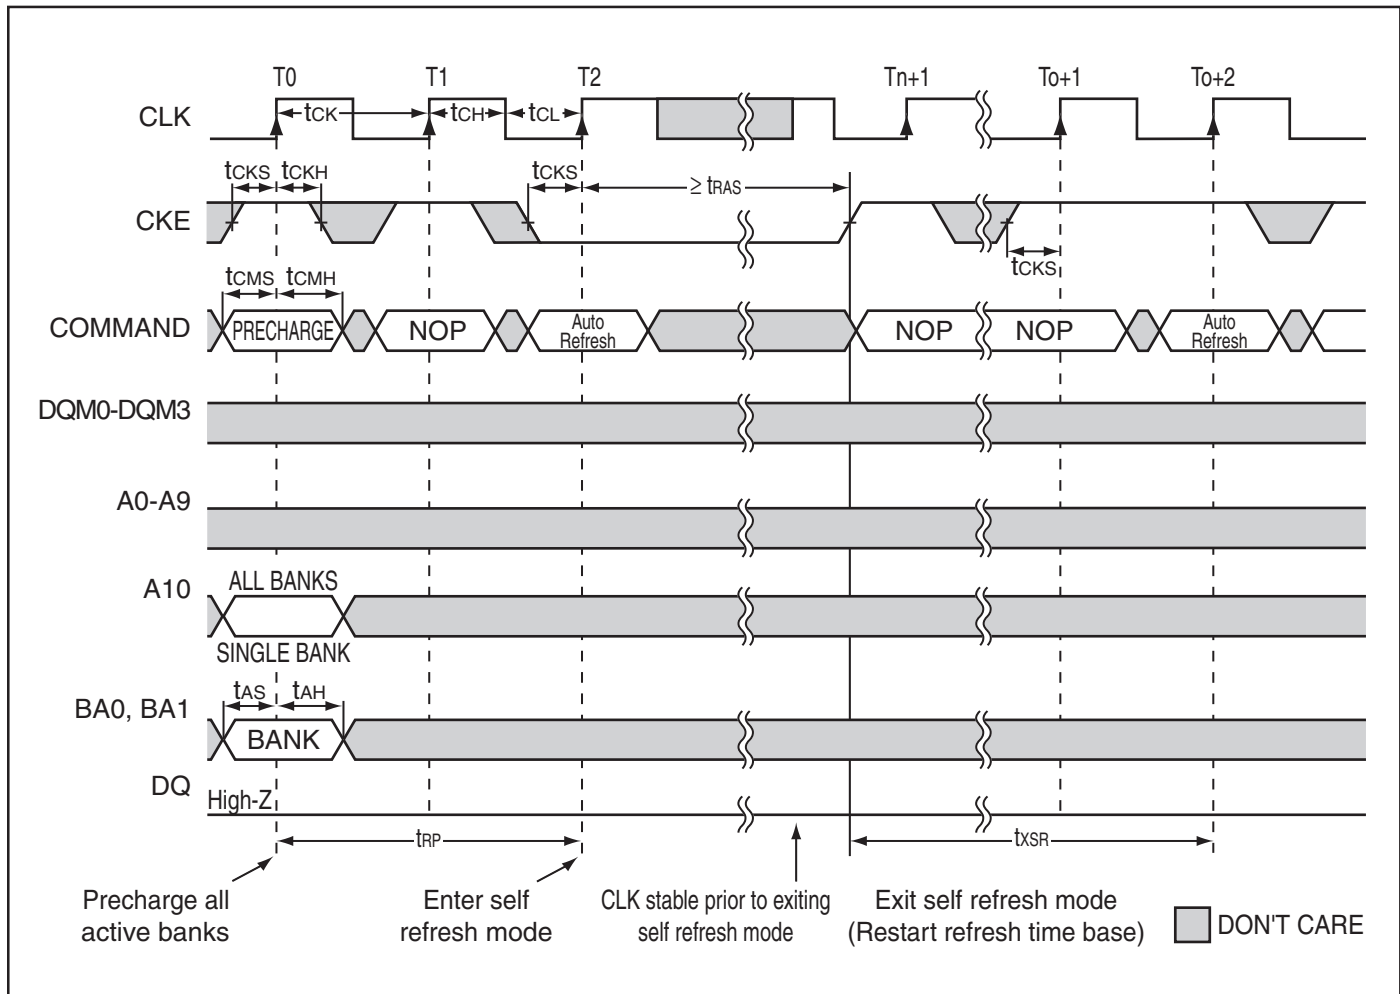 T0 T1 T2 Tn+1 To+1 To+2
CLK
tCK tCH tCL
tCKS tCKH tCKS ≥ tRAS
CKE
tCKS
tCMS tCMH
COMMAND
PRECHARGE NOP Auto Refresh NOP NOP Auto Refresh
DQM0-DQM3
A0-A9
A10
ALL BANKS
SINGLE BANK
tAS tAH
BA0, BA1
BANK
DQ
High-Z
tRP tXSR
Precharge all
active banks
Enter self
refresh mode
CLK stable prior to exiting
self refresh mode
Exit self refresh mode
(Restart refresh time base)
DON'T CARE